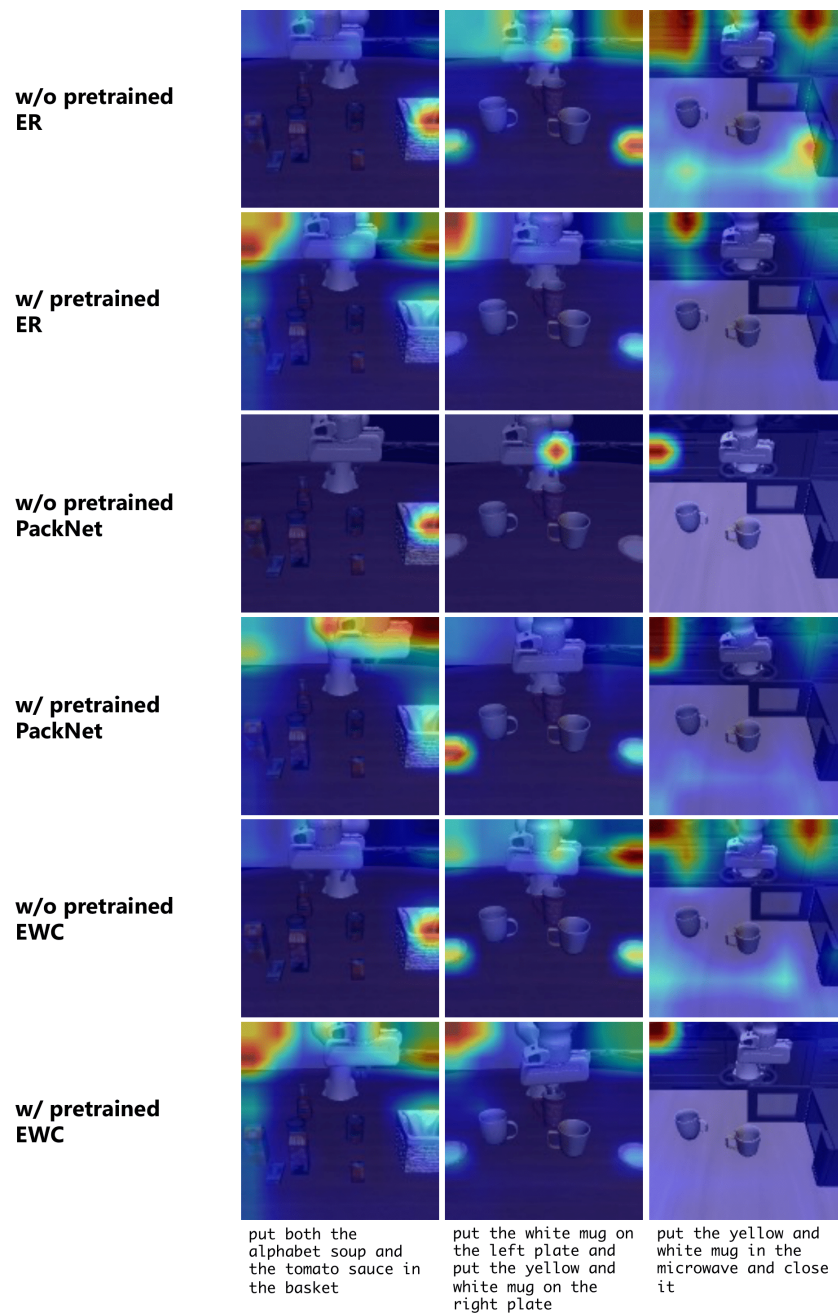 w/o pretrained
ER
w/ pretrained
ER
w/o pretrained
PackNet
w/ pretrained
PackNet
w/o pretrained
EWC
w/ pretrained
EWC
put both the
alphabet soup and
the tomato sauce in
the basket
put the white mug on
the left plate and
put the yellow and
white mug on the
right plate
put the yellow and
white mug in the
microwave and close
it